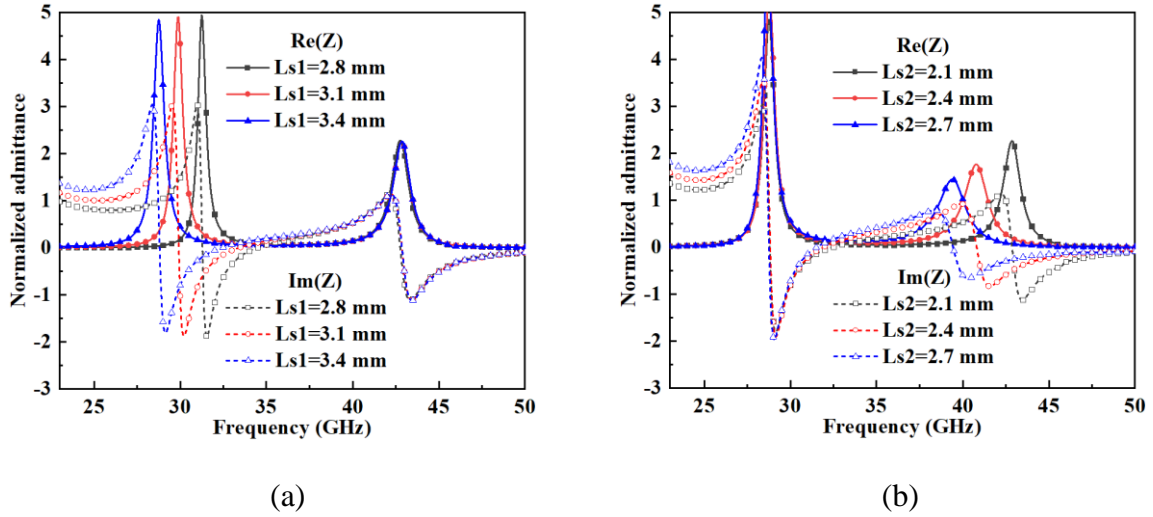 5
4
3
2
1
0
-1
-2
-3
Normalized admittance
Re(Z)
Ls1=2.8 mm
Ls1=3.1 mm
Ls1=3.4 mm
Im(Z)
Ls1=2.8 mm
Ls1=3.1 mm
Ls1=3.4 mm
25 30 35 40 45 50
Frequency (GHz)
(a)
5
4
3
2
1
0
-1
-2
-3
Normalized admittance
Re(Z)
Ls2=2.1 mm
Ls2=2.4 mm
Ls2=2.7 mm
Im(Z)
Ls2=2.1 mm
Ls2=2.4 mm
Ls2=2.7 mm
25 30 35 40 45 50
Frequency (GHz)
(b)